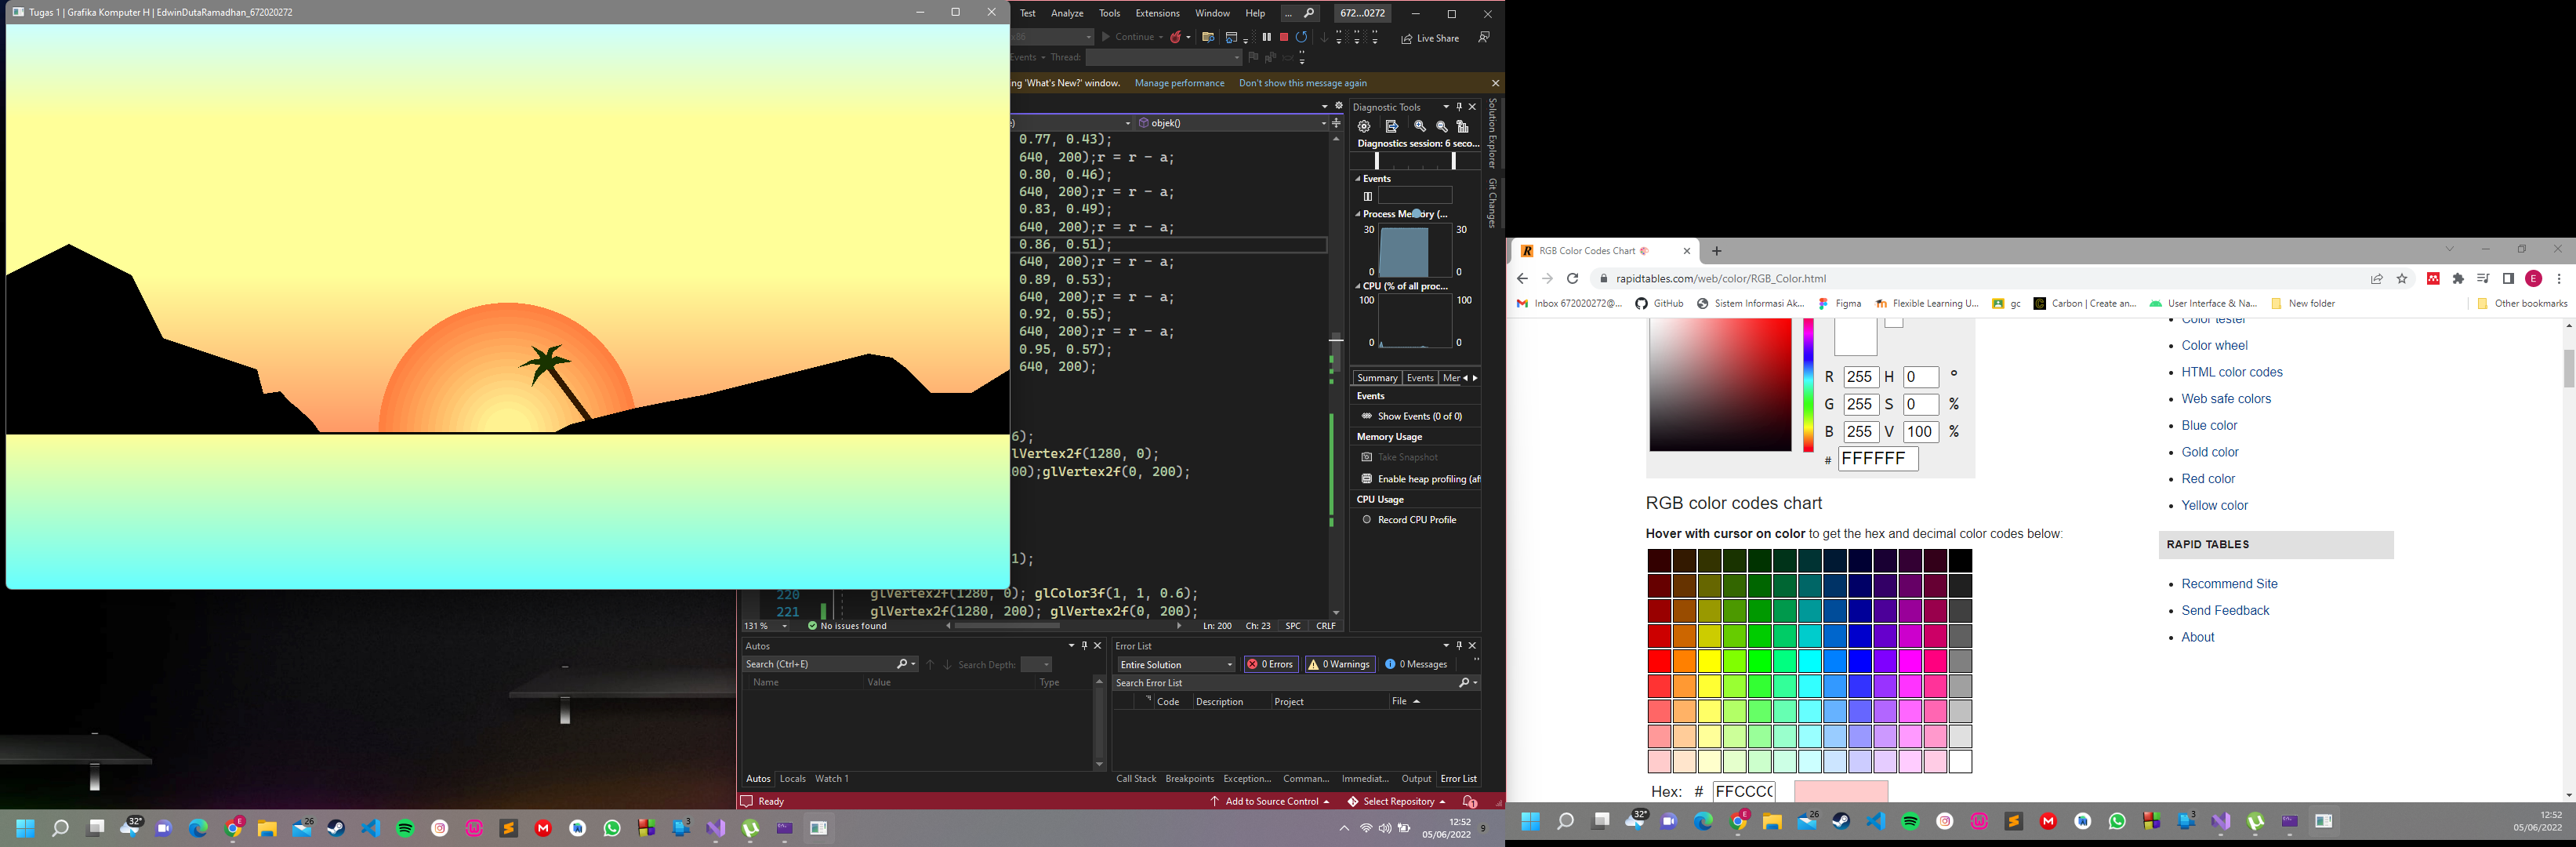 Tugas 1 | Grafika Komputer H | EdwinDutaRamadhan_672020272
Test Analyze Tools Extensions Window Help ... 672...0272
x86 Continue Live Share
Events Thread:
ng 'What's New?' window. Manage performance Don't show this message again
Diagnostic Tools
objek()
0.77, 0.43);
640, 200);r = r - a;
0.80, 0.46);
640, 200);r = r - a;
0.83, 0.49);
640, 200);r = r - a;
0.86, 0.51);
640, 200);r = r - a;
0.89, 0.53);
640, 200);r = r - a;
0.92, 0.55);
640, 200);r = r - a;
0.95, 0.57);
640, 200);
6);
lVertex2f(1280, 0);
00);glVertex2f(0, 200);
1);
220 glVertex2f(1280, 0); glColor3f(1, 1, 0.6);
221 glVertex2f(1280, 200); glVertex2f(0, 200);
131 % No issues found Ln: 200 Ch: 23 SPC CRLF
Diagnostics session: 6 seco...
Events
Process Memory (...
30 30
0 0
CPU (% of all proc...
100 100
0 0
Summary Events Mer
Events
Show Events (0 of 0)
Memory Usage
Take Snapshot
Enable heap profiling (af
CPU Usage
Record CPU Profile
Solution Explorer
Git Changes
Autos
Search (Ctrl+E) Search Depth:
Name Value Type
Autos Locals Watch 1
Error List
Entire Solution 0 Errors 0 Warnings 0 Messages
Search Error List
Code Description Project File
Call Stack Breakpoints Exception... Comman... Immediat... Output Error List
Ready Add to Source Control Select Repository 1
32° 26 3
12:52
05/06/2022 9
RGB Color Codes Chart
rapidtables.com/web/color/RGB_Color.html
Inbox 672020272@... GitHub Sistem Informasi Ak... Figma Flexible Learning U... gc Carbon | Create an... User Interface & Na... New folder Other bookmarks
R 255 H 0 °
G 255 S 0 %
B 255 V 100 %
# FFFFFF
RGB color codes chart
Hover with cursor on color to get the hex and decimal color codes below:
Hex: # FFCCCC
Color tester
Color wheel
HTML color codes
Web safe colors
Blue color
Gold color
Red color
Yellow color
RAPID TABLES
Recommend Site
Send Feedback
About
32° 26 3
12:52
05/06/2022